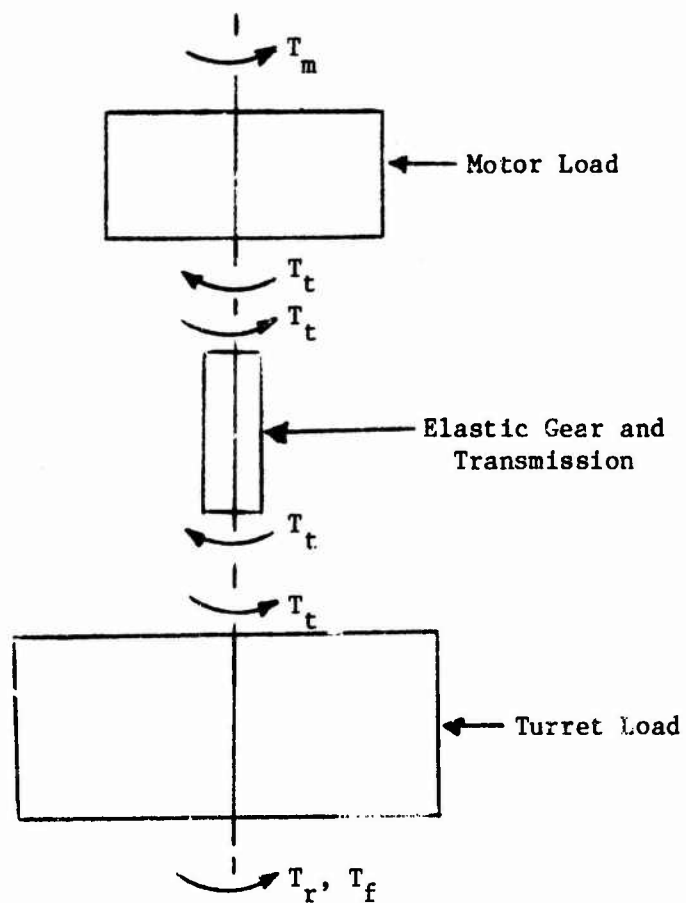 T_m
Motor Load
T_t
T_t
Elastic Gear and
Transmission
T_t
T_t
Turret Load
T_r, T_f